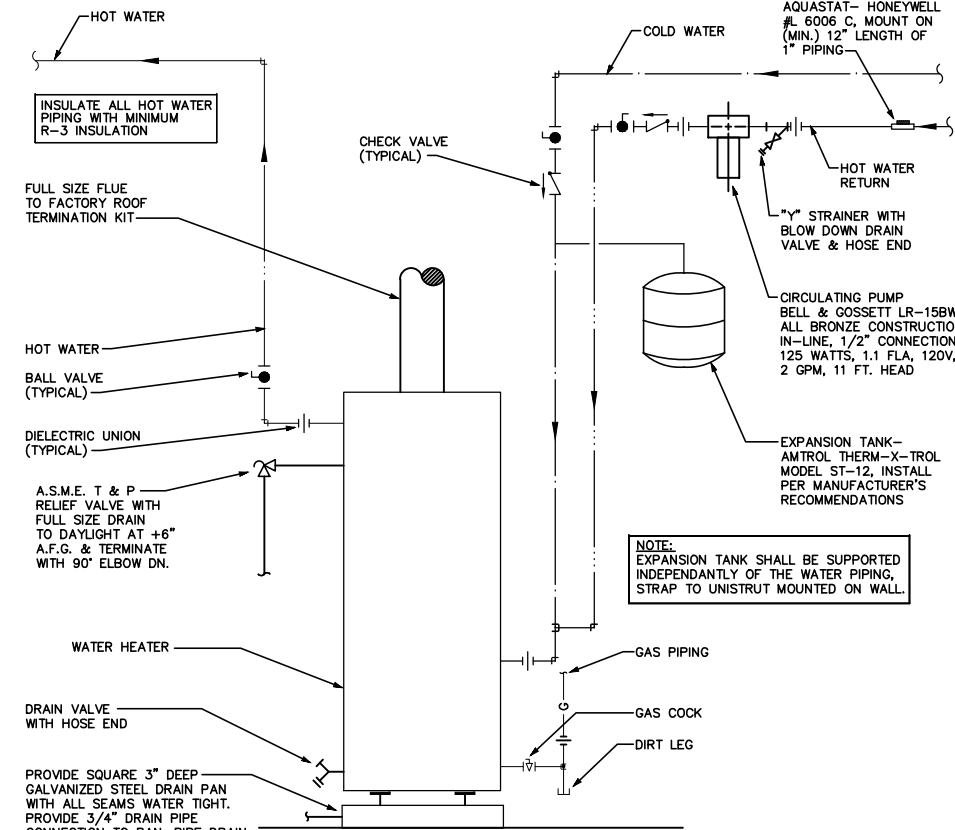 HOT WATER
AQUASTAT- HONEYWELL
#L 6006 C, MOUNT ON
(MIN.) 12" LENGTH OF
1" PIPING
COLD WATER
INSULATE ALL HOT WATER
PIPING WITH MINIMUM
R-3 INSULATION
CHECK VALVE
(TYPICAL)
HOT WATER
RETURN
FULL SIZE FLUE
TO FACTORY ROOF
TERMINATION KIT
"Y" STRAINER WITH
BLOW DOWN DRAIN
VALVE & HOSE END
CIRCULATING PUMP
BELL & GOSSETT LR-15BW
ALL BRONZE CONSTRUCTIO
IN-LINE, 1/2" CONNECTION
125 WATTS, 1.1 FLA, 120V,
2 GPM, 11 FT. HEAD
HOT WATER
BALL VALVE
(TYPICAL)
DIELECTRIC UNION
(TYPICAL)
EXPANSION TANK-
AMTROL THERM-X-TROL
MODEL ST-12, INSTALL
PER MANUFACTURER'S
RECOMMENDATIONS
A.S.M.E. T & P
RELIEF VALVE WITH
FULL SIZE DRAIN
TO DAYLIGHT AT +6"
A.F.G. & TERMINATE
WITH 90° ELBOW DN.
NOTE:
EXPANSION TANK SHALL BE SUPPORTED
INDEPENDANTLY OF THE WATER PIPING,
STRAP TO UNISTRUT MOUNTED ON WALL.
WATER HEATER
GAS PIPING
G
DRAIN VALVE
WITH HOSE END
GAS COCK
DIRT LEG
PROVIDE SQUARE 3" DEEP
GALVANIZED STEEL DRAIN PAN
WITH ALL SEAMS WATER TIGHT.
PROVIDE 3/4" DRAIN PIPE
CONNECTION TO PAN. PIPE DRAIN